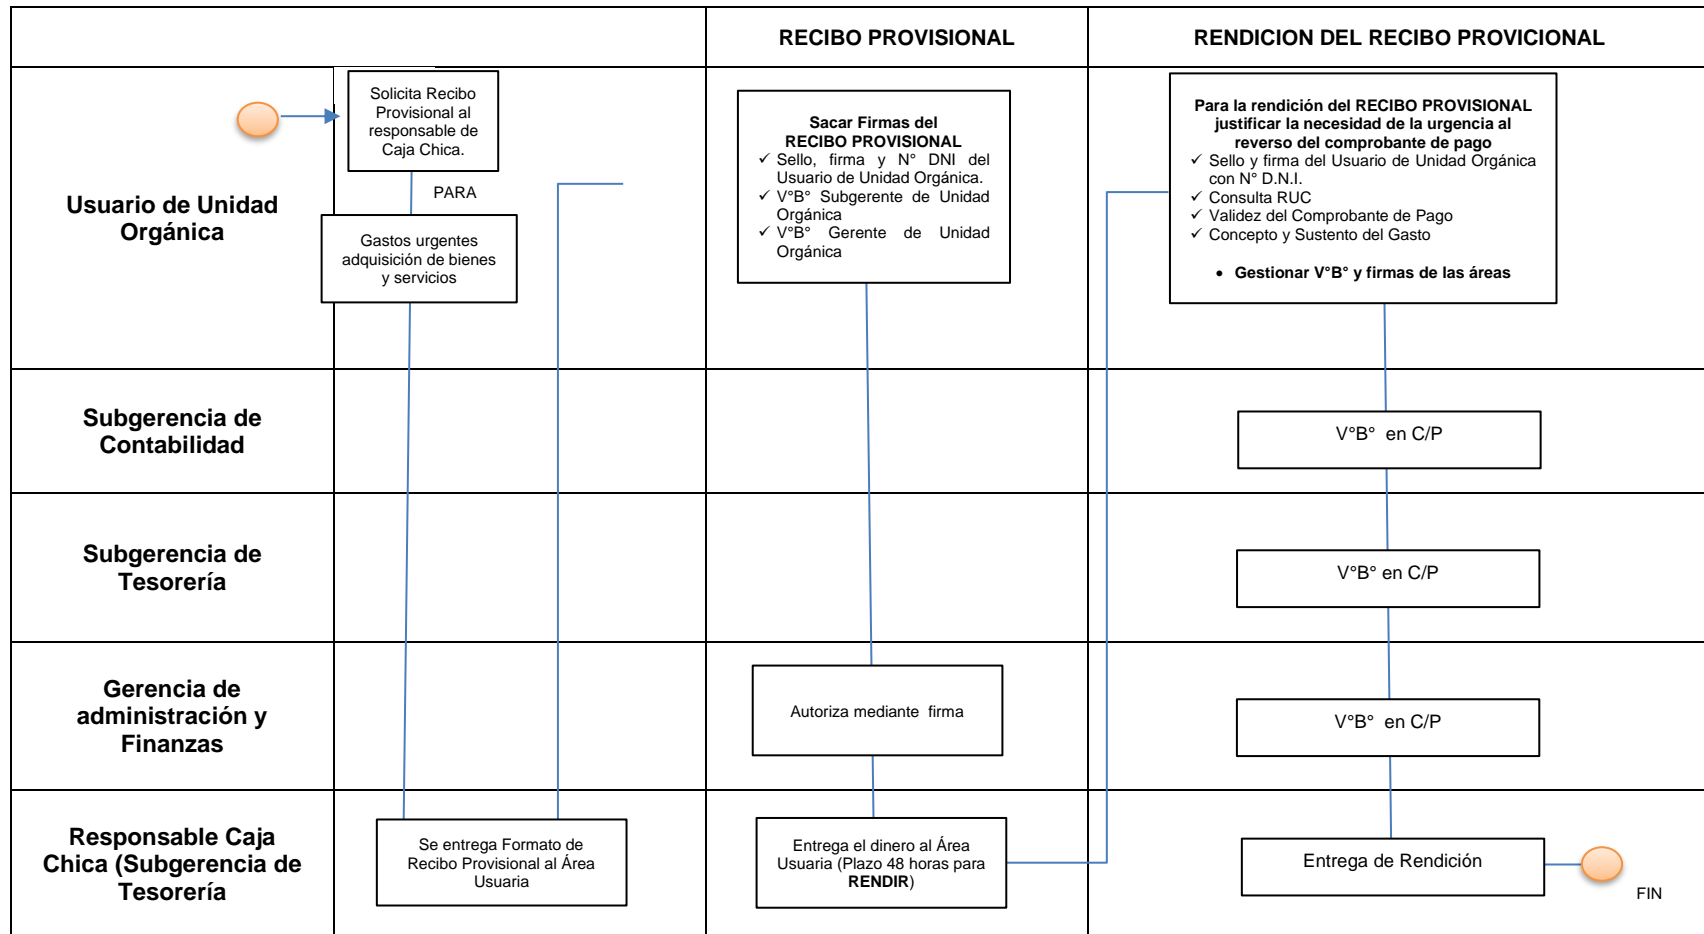 RECIBO PROVISIONAL
RENDICION DEL RECIBO PROVICIONAL
Usuario de Unidad
Orgánica
Solicita Recibo
Provisional al
responsable de
Caja Chica.
PARA
Gastos urgentes
adquisición de bienes
y servicios
Sacar Firmas del
RECIBO PROVISIONAL
✓ Sello, firma y N° DNI del
Usuario de Unidad Orgánica.
✓ V°B° Subgerente de Unidad
Orgánica
✓ V°B° Gerente de Unidad
Orgánica
Para la rendición del RECIBO PROVISIONAL
justificar la necesidad de la urgencia al
reverso del comprobante de pago
✓ Sello y firma del Usuario de Unidad Orgánica
con N° D.N.I.
✓ Consulta RUC
✓ Validez del Comprobante de Pago
✓ Concepto y Sustento del Gasto
• Gestionar V°B° y firmas de las áreas
Subgerencia de
Contabilidad
V°B° en C/P
Subgerencia de
Tesorería
V°B° en C/P
Gerencia de
administración y
Finanzas
Autoriza mediante firma
V°B° en C/P
Responsable Caja
Chica (Subgerencia de
Tesorería
Se entrega Formato de
Recibo Provisional al Área
Usuaria
Entrega el dinero al Área
Usuaria (Plazo 48 horas para
RENDIR)
Entrega de Rendición
FIN